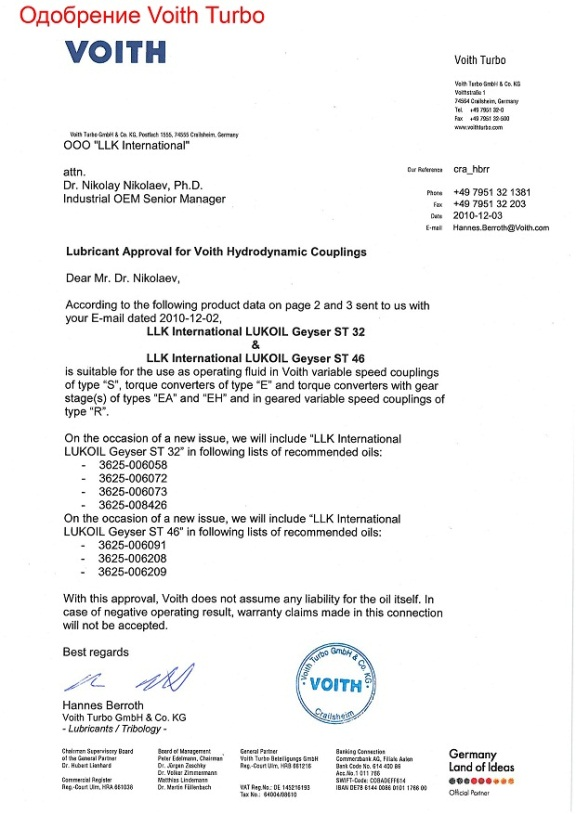 Одобрение Voith Turbo
VOITH
Voith Turbo
Voith Turbo GmbH & Co. KG
Voithstraße 1
74564 Crailsheim, Germany
Tel. +49 7951 32-0
Fax +49 7951 32-500
www.voithturbo.com
Voith Turbo GmbH & Co. KG, Postfach 1555, 74555 Crailsheim, Germany
OOO "LLK International"
attn.
Dr. Nikolay Nikolaev, Ph.D.
Industrial OEM Senior Manager
Our Reference cra_hbrr
Phone +49 7951 32 1381
Fax +49 7951 32 203
Date 2010-12-03
E-mail Hannes.Berroth@Voith.com
Lubricant Approval for Voith Hydrodynamic Couplings
Dear Mr. Dr. Nikolaev,
According to the following product data on page 2 and 3 sent to us with
your E-mail dated 2010-12-02,
LLK International LUKOIL Geyser ST 32
&
LLK International LUKOIL Geyser ST 46
is suitable for the use as operating fluid in Voith variable speed couplings
of type "S", torque converters of type "E" and torque converters with gear
stage(s) of types "EA" and "EH" and in geared variable speed couplings of
type "R".
On the occasion of a new issue, we will include "LLK International
LUKOIL Geyser ST 32" in following lists of recommended oils:
- 3625-006058
- 3625-006072
- 3625-006073
- 3625-008426
On the occasion of a new issue, we will include "LLK International
LUKOIL Geyser ST 46" in following lists of recommended oils:
- 3625-006091
- 3625-006208
- 3625-006209
With this approval, Voith does not assume any liability for the oil itself. In
case of negative operating result, warranty claims made in this connection
will not be accepted.
Best regards
Voith Turbo GmbH & Co. KG
VOITH
Crailsheim
Hannes Berroth
Voith Turbo GmbH & Co. KG
- Lubricants / Tribology -
Chairman Supervisory Board
of the General Partner
Dr. Hubert Lienhard
Commercial Register
Reg.-Court Ulm, HRA 661036
Board of Management
Peter Edelmann, Chairman
Dr. Jürgen Zeschky
Dr. Volker Zimmermann
Matthias Lindemann
Dr. Martin Füllenbach
General Partner
Voith Turbo Beteiligungs GmbH
Reg.-Court Ulm, HRB 661216
VAT Reg.No.: DE 145216193
Tax No.: 64004/88610
Banking Connection
Commerzbank AG, Filiale Aalen
Bank Code No. 614 400 86
Acc.No.1 011 766
SWIFT-Code: COBADEFF614
IBAN DE78 6144 0086 0101 1766 00
Germany
Land of Ideas
Official Partner